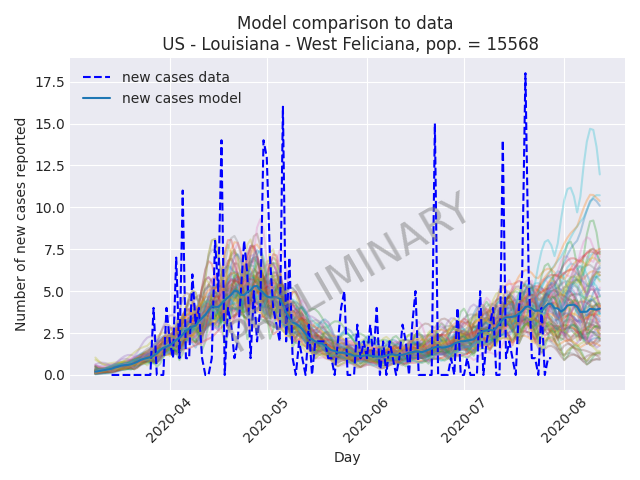 Model comparison to data
US - Louisiana - West Feliciana, pop. = 15568
new cases data
new cases model
Number of new cases reported
17.5
15.0
12.5
10.0
7.5
5.0
2.5
0.0
LIMINARY
2020-04
2020-05
2020-06
2020-07
2020-08
Day